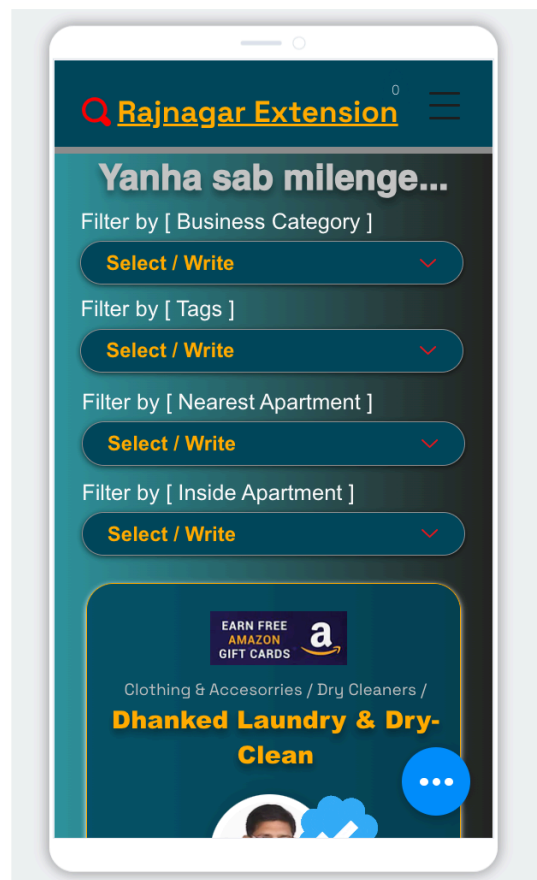 0
Rajnagar Extension
Yanha sab milenge...
Filter by [ Business Category ]
Select / Write
Filter by [ Tags ]
Select / Write
Filter by [ Nearest Apartment ]
Select / Write
Filter by [ Inside Apartment ]
Select / Write
EARN FREE
AMAZON
GIFT CARDS
a
Clothing & Accesorries / Dry Cleaners /
Dhanked Laundry & Dry-
Clean